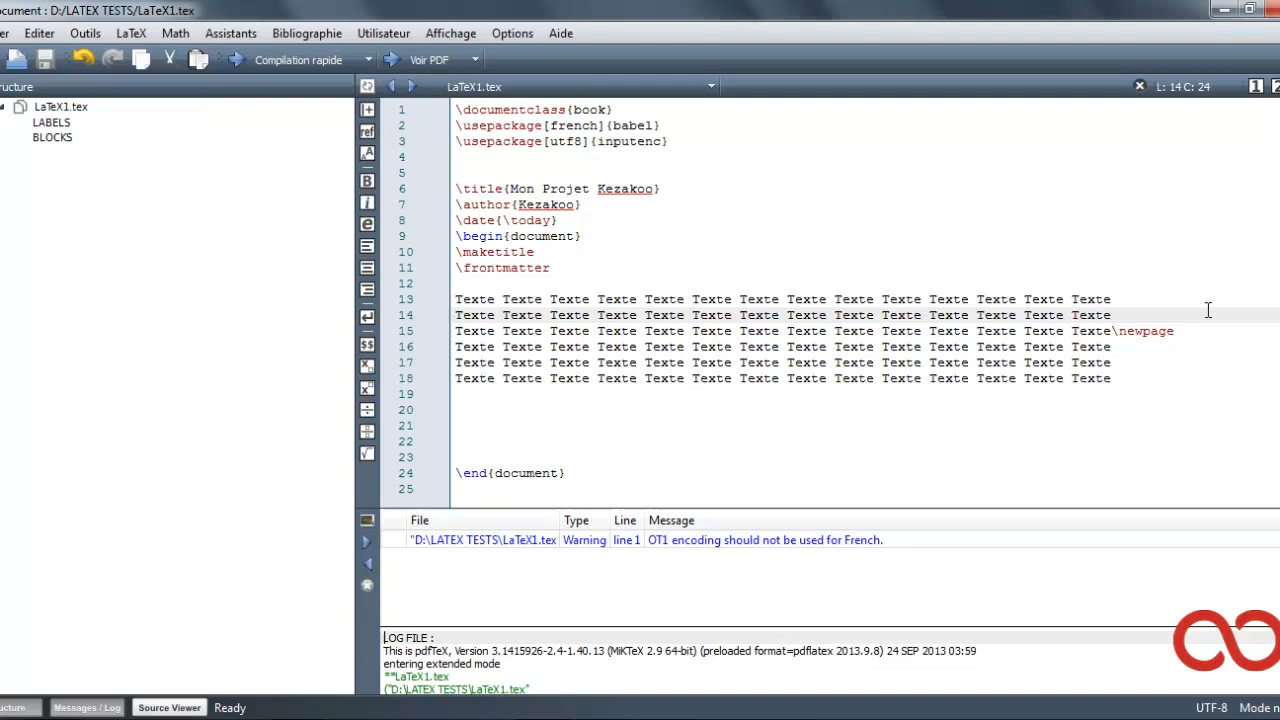 ocument : D:/LATEX TESTS/LaTeX1.tex
er Editer Outils LaTeX Math Assistants Bibliographie Utilisateur Affichage Options Aide
Compilation rapide Voir PDF
ructure LaTeX1.tex L: 14 C: 24 1 2
LaTeX1.tex
LABELS
BLOCKS
ref
$$
1 \documentclass{book}
2 \usepackage[french]{babel}
3 \usepackage[utf8]{inputenc}
4
5
6 \title{Mon Projet Kezakoo}
7 \author{Kezakoo}
8 \date{\today}
9 \begin{document}
10 \maketitle
11 \frontmatter
12
13 Texte Texte Texte Texte Texte Texte Texte Texte Texte Texte Texte Texte Texte Texte
14 Texte Texte Texte Texte Texte Texte Texte Texte Texte Texte Texte Texte Texte Texte
15 Texte Texte Texte Texte Texte Texte Texte Texte Texte Texte Texte Texte Texte Texte\newpage
16 Texte Texte Texte Texte Texte Texte Texte Texte Texte Texte Texte Texte Texte Texte
17 Texte Texte Texte Texte Texte Texte Texte Texte Texte Texte Texte Texte Texte Texte
18 Texte Texte Texte Texte Texte Texte Texte Texte Texte Texte Texte Texte Texte Texte
19
20
21
22
23
24 \end{document}
25
File Type Line Message
"D:\LATEX TESTS\LaTeX1.tex Warning line 1 OT1 encoding should not be used for French.
LOG FILE :
This is pdfTeX, Version 3.1415926-2.4-1.40.13 (MiKTeX 2.9 64-bit) (preloaded format=pdflatex 2013.9.8) 24 SEP 2013 03:59
entering extended mode
**LaTeX1.tex
("D:\LATEX TESTS\LaTeX1.tex"
ucture Messages / Log Source Viewer Ready UTF-8 Mode n